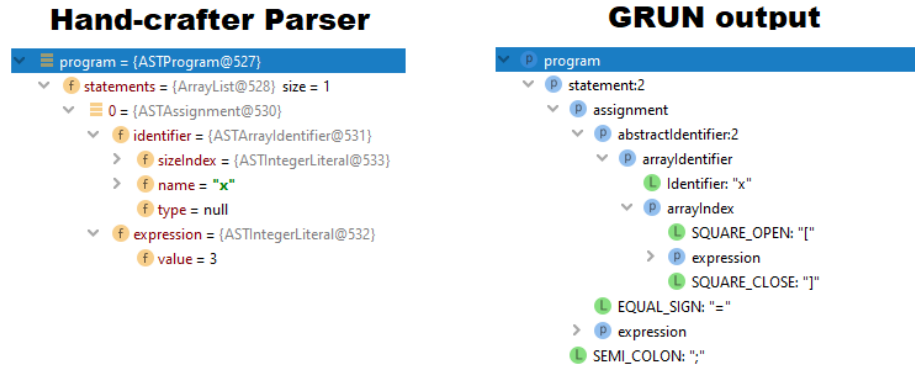 Hand-crafter Parser
program = {ASTProgram@527}
f statements = {ArrayList@528} size = 1
0 = {ASTAssignment@530}
f identifier = {ASTArrayIdentifier@531}
f sizeIndex = {ASTIntegerLiteral@533}
f name = "x"
f type = null
f expression = {ASTIntegerLiteral@532}
f value = 3
GRUN output
p program
p statement:2
p assignment
p abstractIdentifier:2
p arrayIdentifier
L Identifier: "x"
p arrayIndex
L SQUARE_OPEN: "["
p expression
L SQUARE_CLOSE: "]"
L EQUAL_SIGN: "="
p expression
L SEMI_COLON: ";"